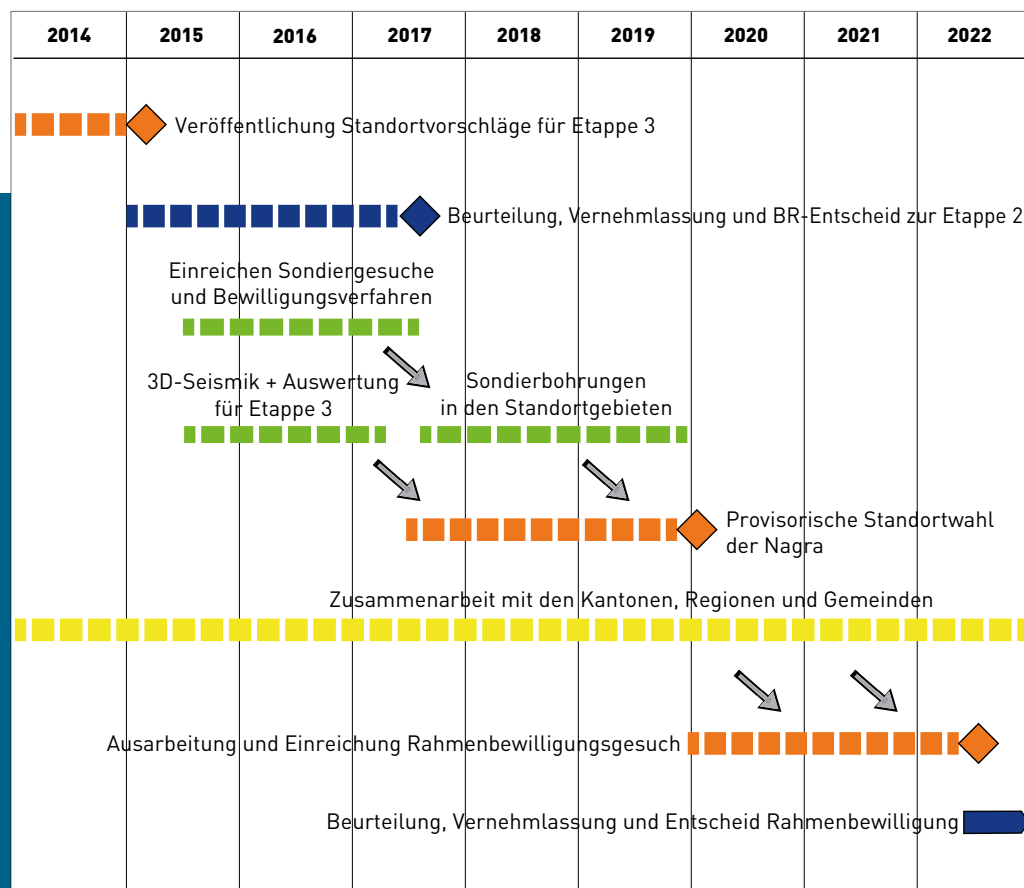 2014 2015 2016 2017 2018 2019 2020 2021 2022
Veröffentlichung Standortvorschläge für Etappe 3
Beurteilung, Vernehmlassung und BR-Entscheid zur Etappe 2
Einreichen Sondiergesuche
und Bewilligungsverfahren
3D-Seismik + Auswertung
für Etappe 3
Sondierbohrungen
in den Standortgebieten
Provisorische Standortwahl
der Nagra
Zusammenarbeit mit den Kantonen, Regionen und Gemeinden
Ausarbeitung und Einreichung Rahmenbewilligungsgesuch
Beurteilung, Vernehmlassung und Entscheid Rahmenbewilligung